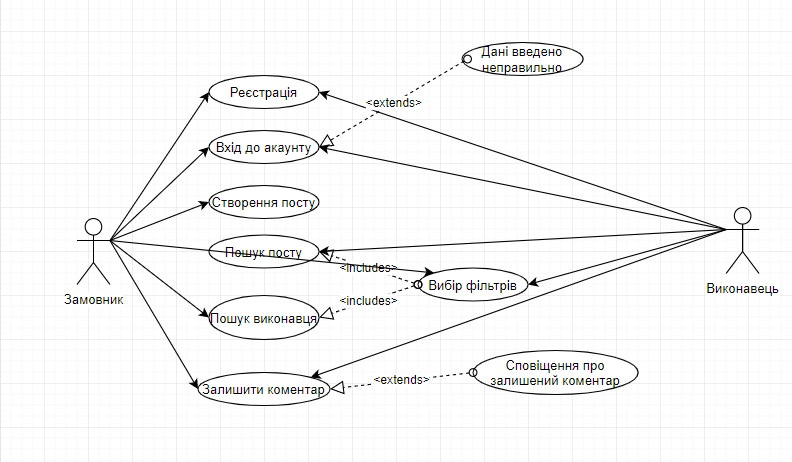 Дані введено
неправильно
Реєстрація
<extends>
Вхід до акаунту
Створення посту
Пошук посту
<includes>
Вибір фільтрів
Замовник
Виконавець
<includes>
Пошук виконавця
Сповіщення про
залишений коментар
<extends>
Залишити коментар